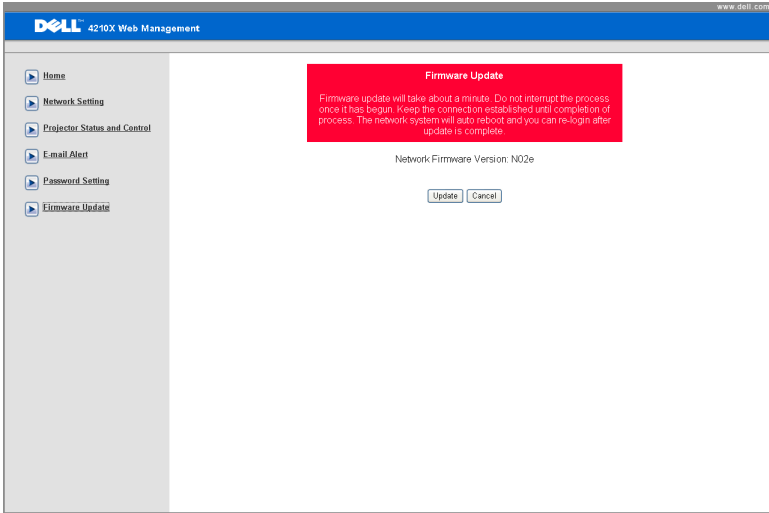 www.dell.com
DELL™ 4210X Web Management
Home
Network Setting
Projector Status and Control
E-mail Alert
Password Setting
Firmware Update
Firmware Update
Firmware update will take about a minute. Do not interrupt the process
once it has begun. Keep the connection established until completion of
process. The network system will auto reboot and you can re-login after
update is complete.
Network Firmware Version: N02e
Update Cancel